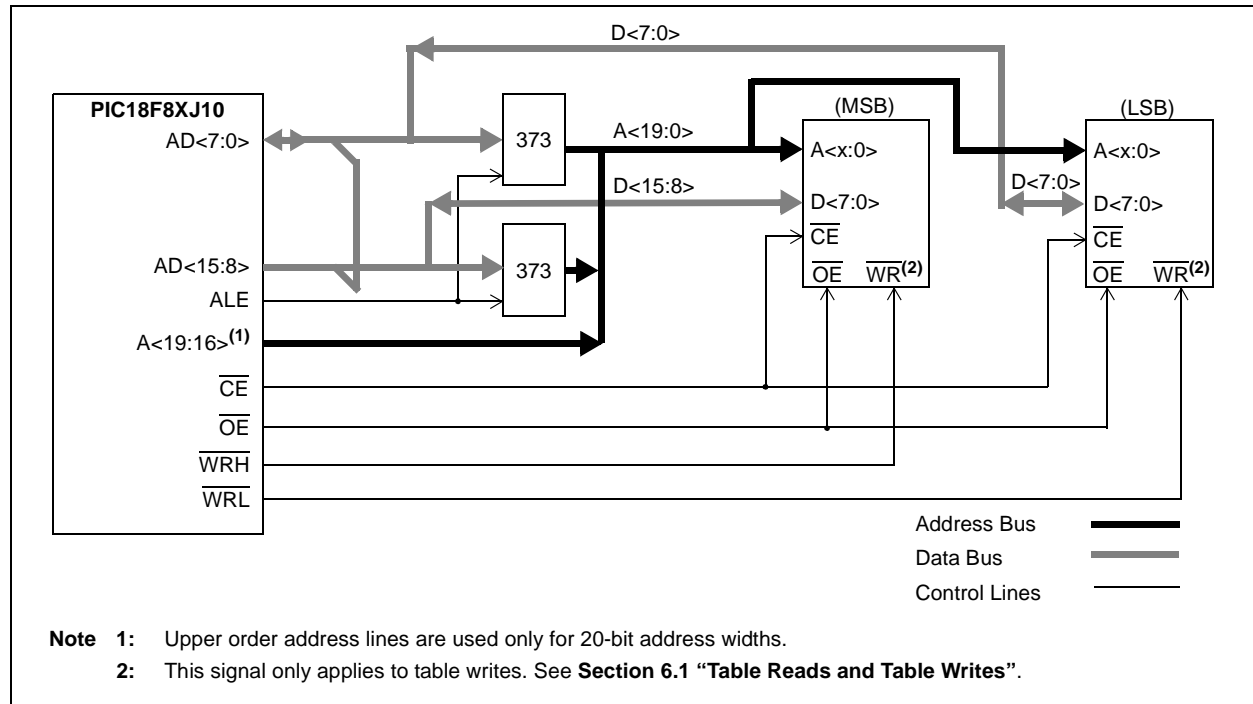 D<7:0>
PIC18F8XJ10
AD<7:0>
373
A<19:0>
(MSB)
(LSB)
A<x:0>
A<x:0>
D<15:8>
D<7:0>
D<7:0>
D<7:0>
CE
CE
AD<15:8>
373
OE WR(2)
OE WR(2)
ALE
A<19:16>(1)
CE
OE
WRH
WRL
Address Bus
Data Bus
Control Lines
Note 1: Upper order address lines are used only for 20-bit address widths.
2: This signal only applies to table writes. See Section 6.1 “Table Reads and Table Writes”.